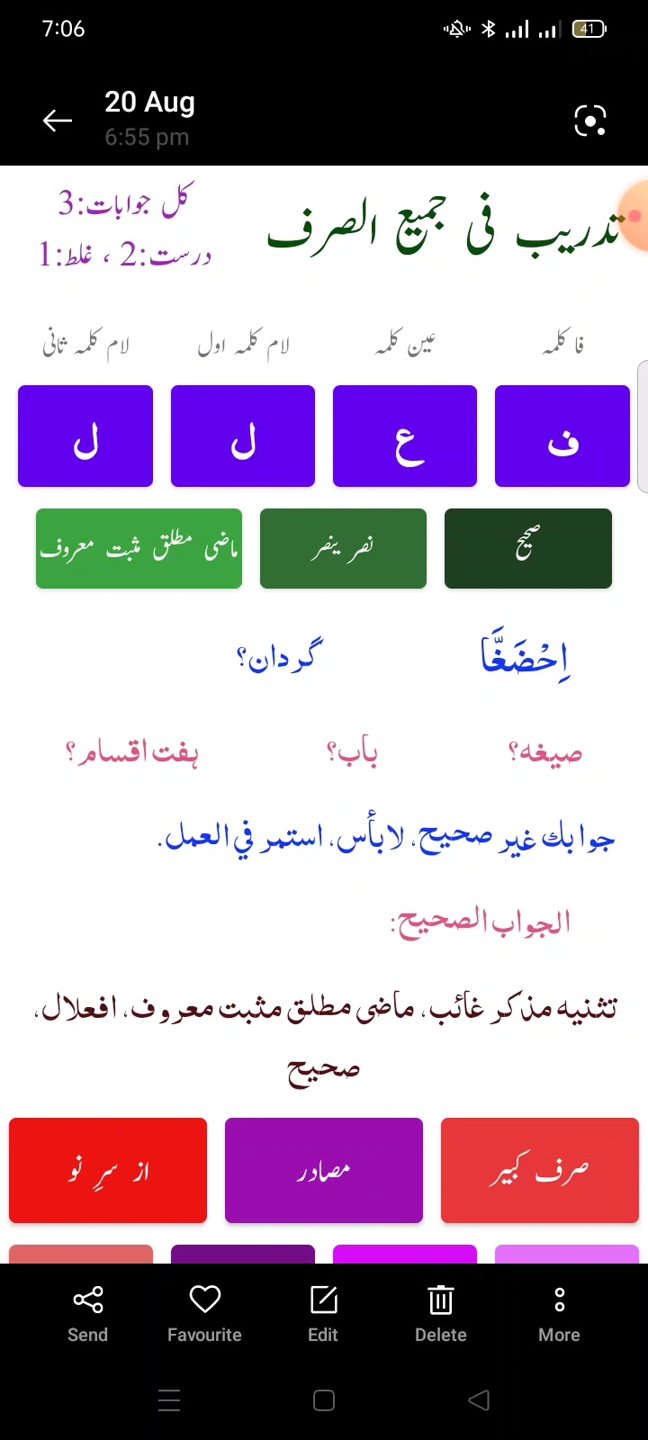 7:06
41
20 Aug
6:55 pm
تدریب فی جمیع الصرف
کل جوابات:3
درست:2 ، غلط:1
فا کلمہ عین کلمہ لام کلمہ اول لام کلمہ ثانی
ف ع ل ل
صحیح نصر ینصر ماضی مطلق مثبت معروف
اِحْضَغَّا گردان؟
صیغہ؟ باب؟ ہفت اقسام؟
جوابك غير صحيح، لا بأس، استمر في العمل.
الجواب الصحيح:
تثنیہ مذکر غائب، ماضی مطلق مثبت معروف، افعلال،
صحیح
صرف کبیر مصادر از سرِ نو
Send Favourite Edit Delete More